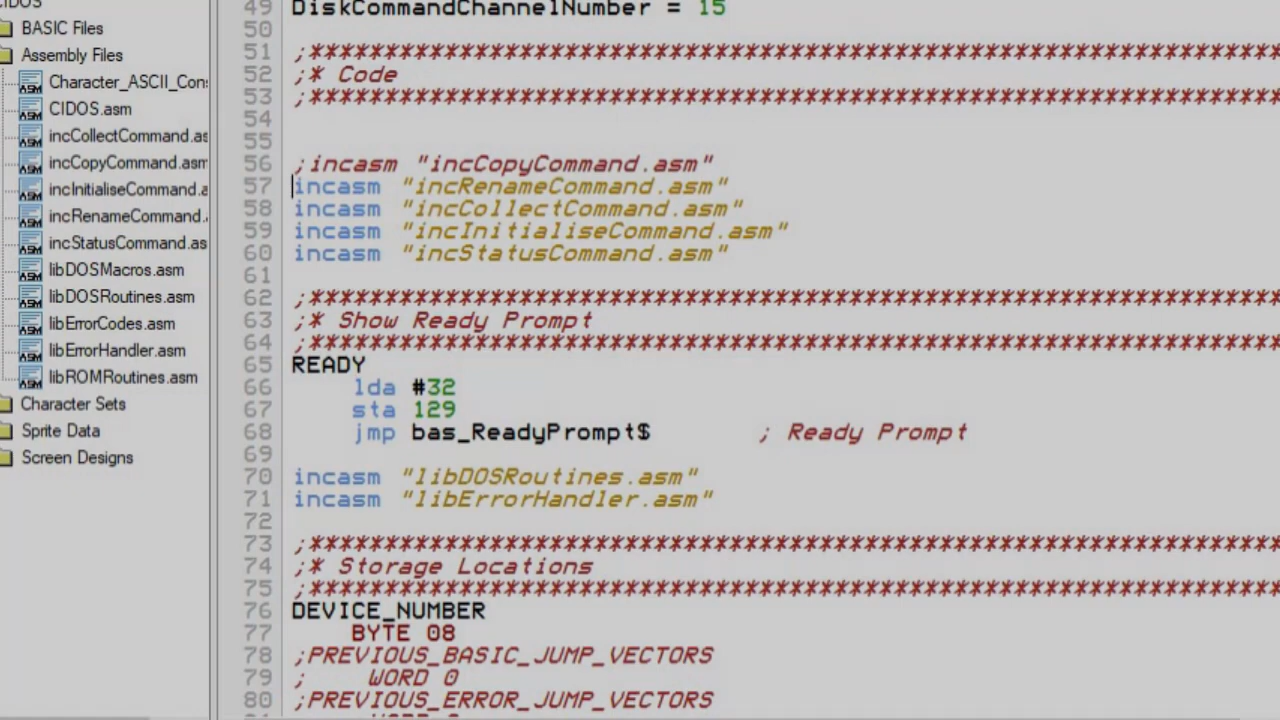 CIDOS
BASIC Files
Assembly Files
Character_ASCII_Con
CIDOS.asm
incCollectCommand.as
incCopyCommand.asm
incInitialiseCommand.a
incRenameCommand.
incStatusCommand.as
libDOSMacros.asm
libDOSRoutines.asm
libErrorCodes.asm
libErrorHandler.asm
libROMRoutines.asm
Character Sets
Sprite Data
Screen Designs
49 DiskCommandChannelNumber = 15
50
51 ;*****************************************************************
52 ;* Code
53 ;*****************************************************************
54
55
56 ;incasm "incCopyCommand.asm"
57 incasm "incRenameCommand.asm"
58 incasm "incCollectCommand.asm"
59 incasm "incInitialiseCommand.asm"
60 incasm "incStatusCommand.asm"
61
62 ;*****************************************************************
63 ;* Show Ready Prompt
64 ;*****************************************************************
65 READY
66 lda #32
67 sta 129
68 jmp bas_ReadyPrompt$ ; Ready Prompt
69
70 incasm "libDOSRoutines.asm"
71 incasm "libErrorHandler.asm"
72
73 ;*****************************************************************
74 ;* Storage Locations
75 ;*****************************************************************
76 DEVICE_NUMBER
77 BYTE 08
78 ;PREVIOUS_BASIC_JUMP_VECTORS
79 ; WORD 0
80 ;PREVIOUS_ERROR_JUMP_VECTORS